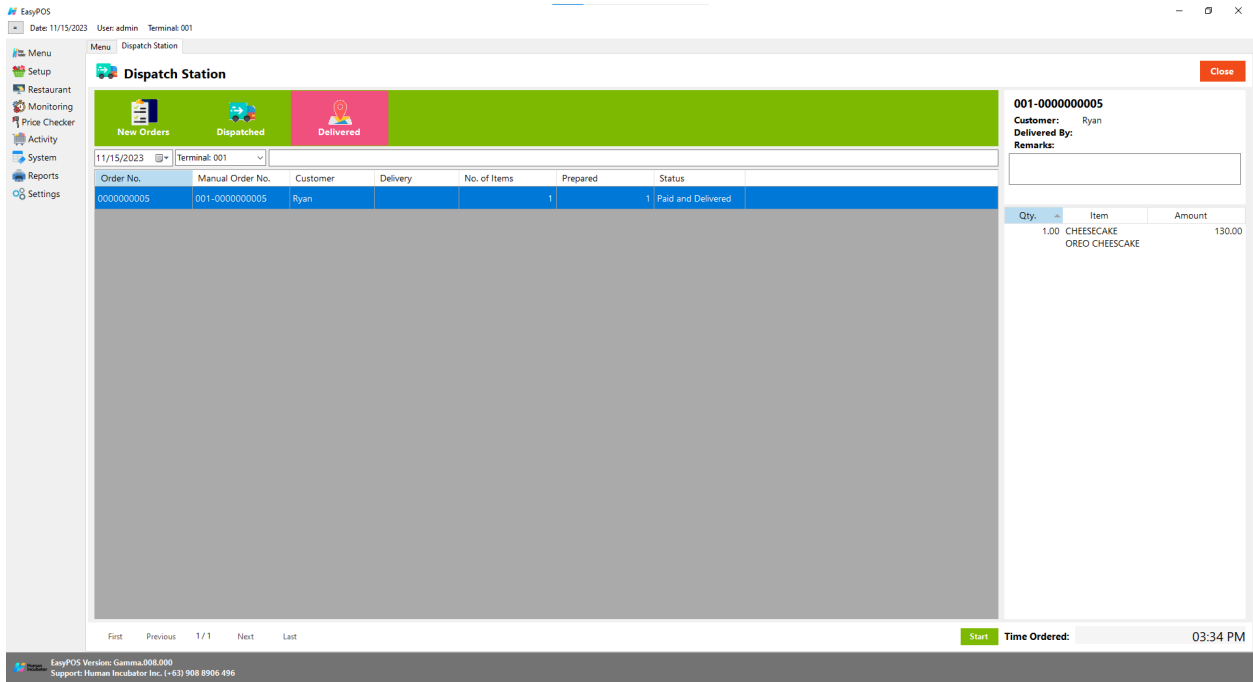 EasyPOS
Date: 11/15/2023 User: admin Terminal: 001
Menu
Setup
Restaurant
Monitoring
Price Checker
Activity
System
Reports
Settings
Menu Dispatch Station
Dispatch Station
Close
New Orders Dispatched Delivered
11/15/2023 Terminal: 001
Order No. Manual Order No. Customer Delivery No. of Items Prepared Status
0000000005 001-0000000005 Ryan 1 1 Paid and Delivered
First Previous 1 / 1 Next Last
Start
001-0000000005
Customer: Ryan
Delivered By:
Remarks:
Qty. Item Amount
1.00 CHEESECAKE 130.00
OREO CHEESCAKE
Time Ordered: 03:34 PM
Human
Incubator
EasyPOS Version: Gamma.008.000
Support: Human Incubator Inc. (+63) 908 8906 496